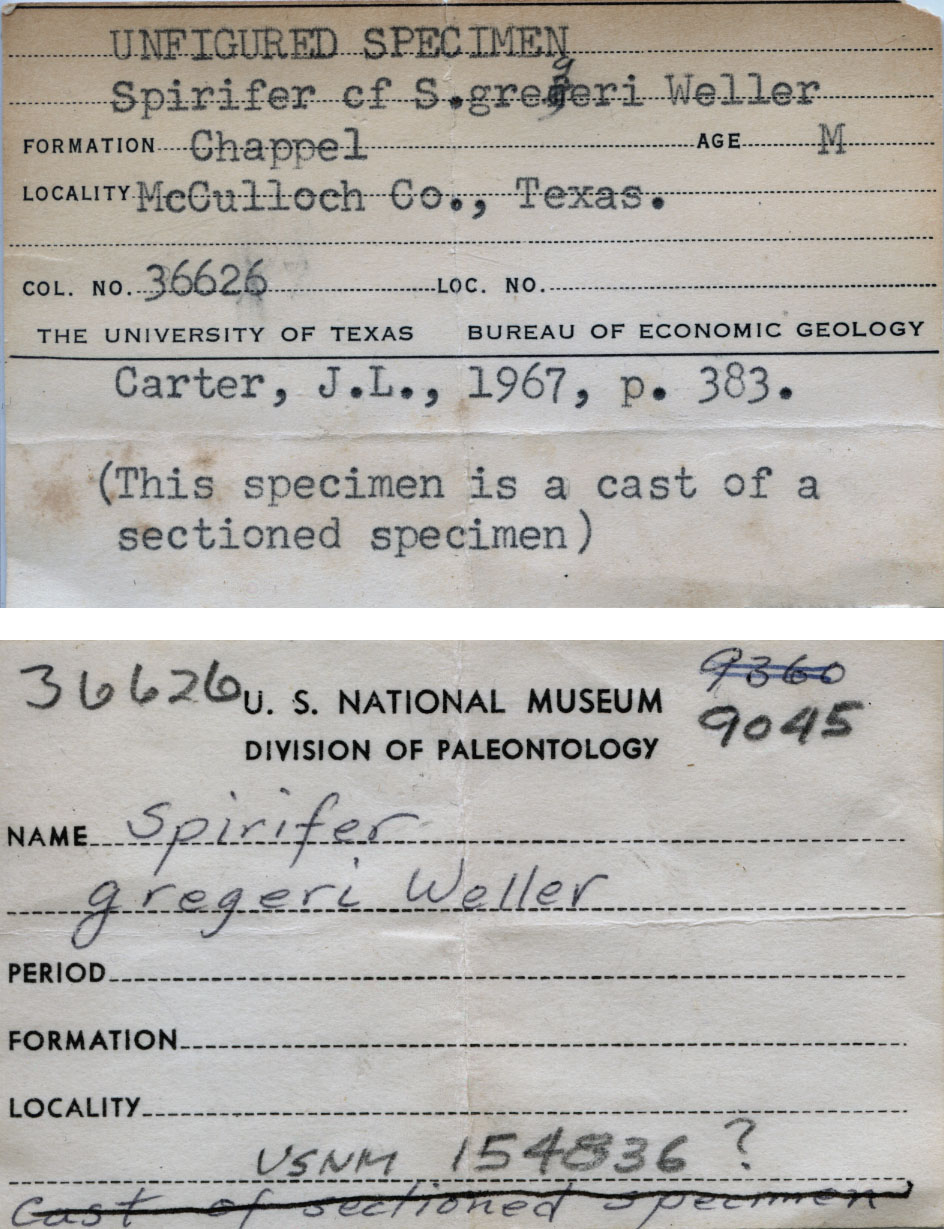 UNFIGURED SPECIMEN
Spirifer cf S.gregeri Weller
FORMATION Chappel AGE M
LOCALITY McCulloch Co., Texas.
COL. NO. 36626 LOC. NO.
THE UNIVERSITY OF TEXAS BUREAU OF ECONOMIC GEOLOGY
Carter, J.L., 1967, p. 383.
(This specimen is a cast of a
sectioned specimen)
36626 U. S. NATIONAL MUSEUM 9360
DIVISION OF PALEONTOLOGY 9045
NAME Spirifer
gregeri Weller
PERIOD
FORMATION
LOCALITY
USNM 154836 ?
Cast of sectioned specimen